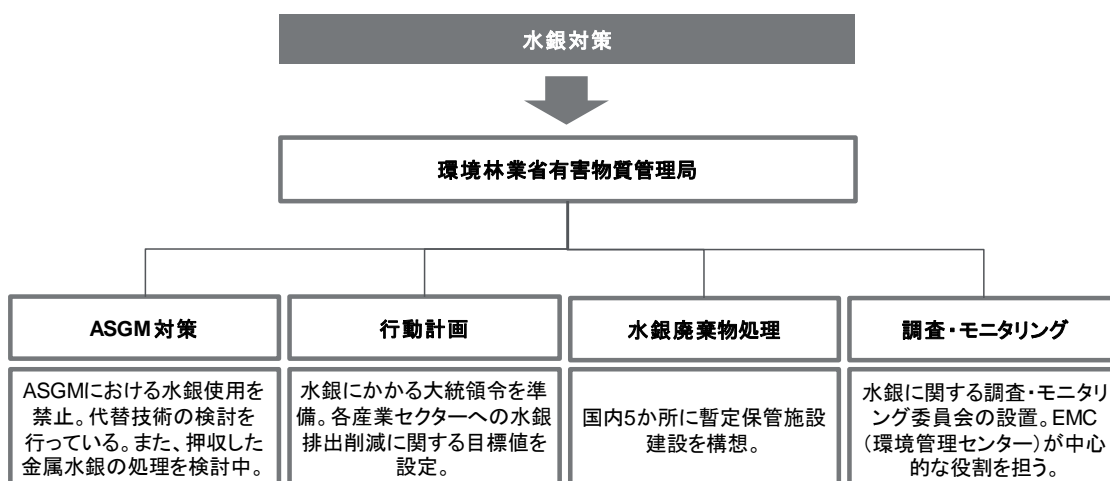 水銀対策
環境林業省有害物質管理局
ASGM対策
ASGMにおける水銀使用を
禁止。代替技術の検討を
行っている。また、押収した
金属水銀の処理を検討中。
行動計画
水銀にかかる大統領令を準
備。各産業セクターへの水銀
排出削減に関する目標値を
設定。
水銀廃棄物処理
国内5か所に暫定保管施設
建設を構想。
調査・モニタリング
水銀に関する調査・モニタリ
ング委員会の設置。EMC
（環境管理センター）が中心
的な役割を担う。